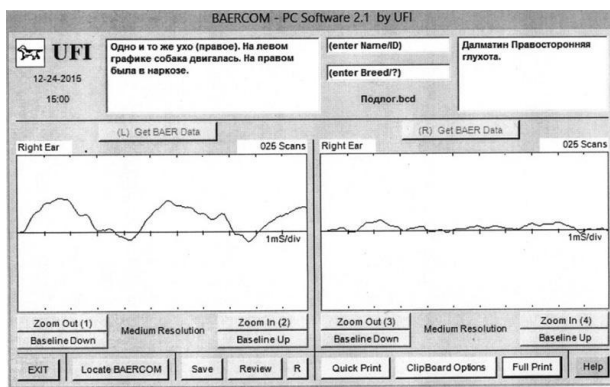 BAERCOM - PC Software 2.1 by UFI
UFI
12-24-2015
15:00
Одно и то же ухо (правое). На левом
графике собака двигалась. На правом
была в наркозе.
(enter Name/ID)
(enter Breed/?)
Подлог.bcd
Далматин Правосторонняя
глухота.
(L) Get BAER Data
(R) Get BAER Data
Right Ear
025 Scans
1mS/div
Right Ear
025 Scans
1mS/div
Zoom Out (1)
Baseline Down
Medium Resolution
Zoom In (2)
Baseline Up
Zoom Out (3)
Baseline Down
Medium Resolution
Zoom In (4)
Baseline Up
EXIT
Locate BAERCOM
Save
Review
R
Quick Print
ClipBoard Options
Full Print
Help